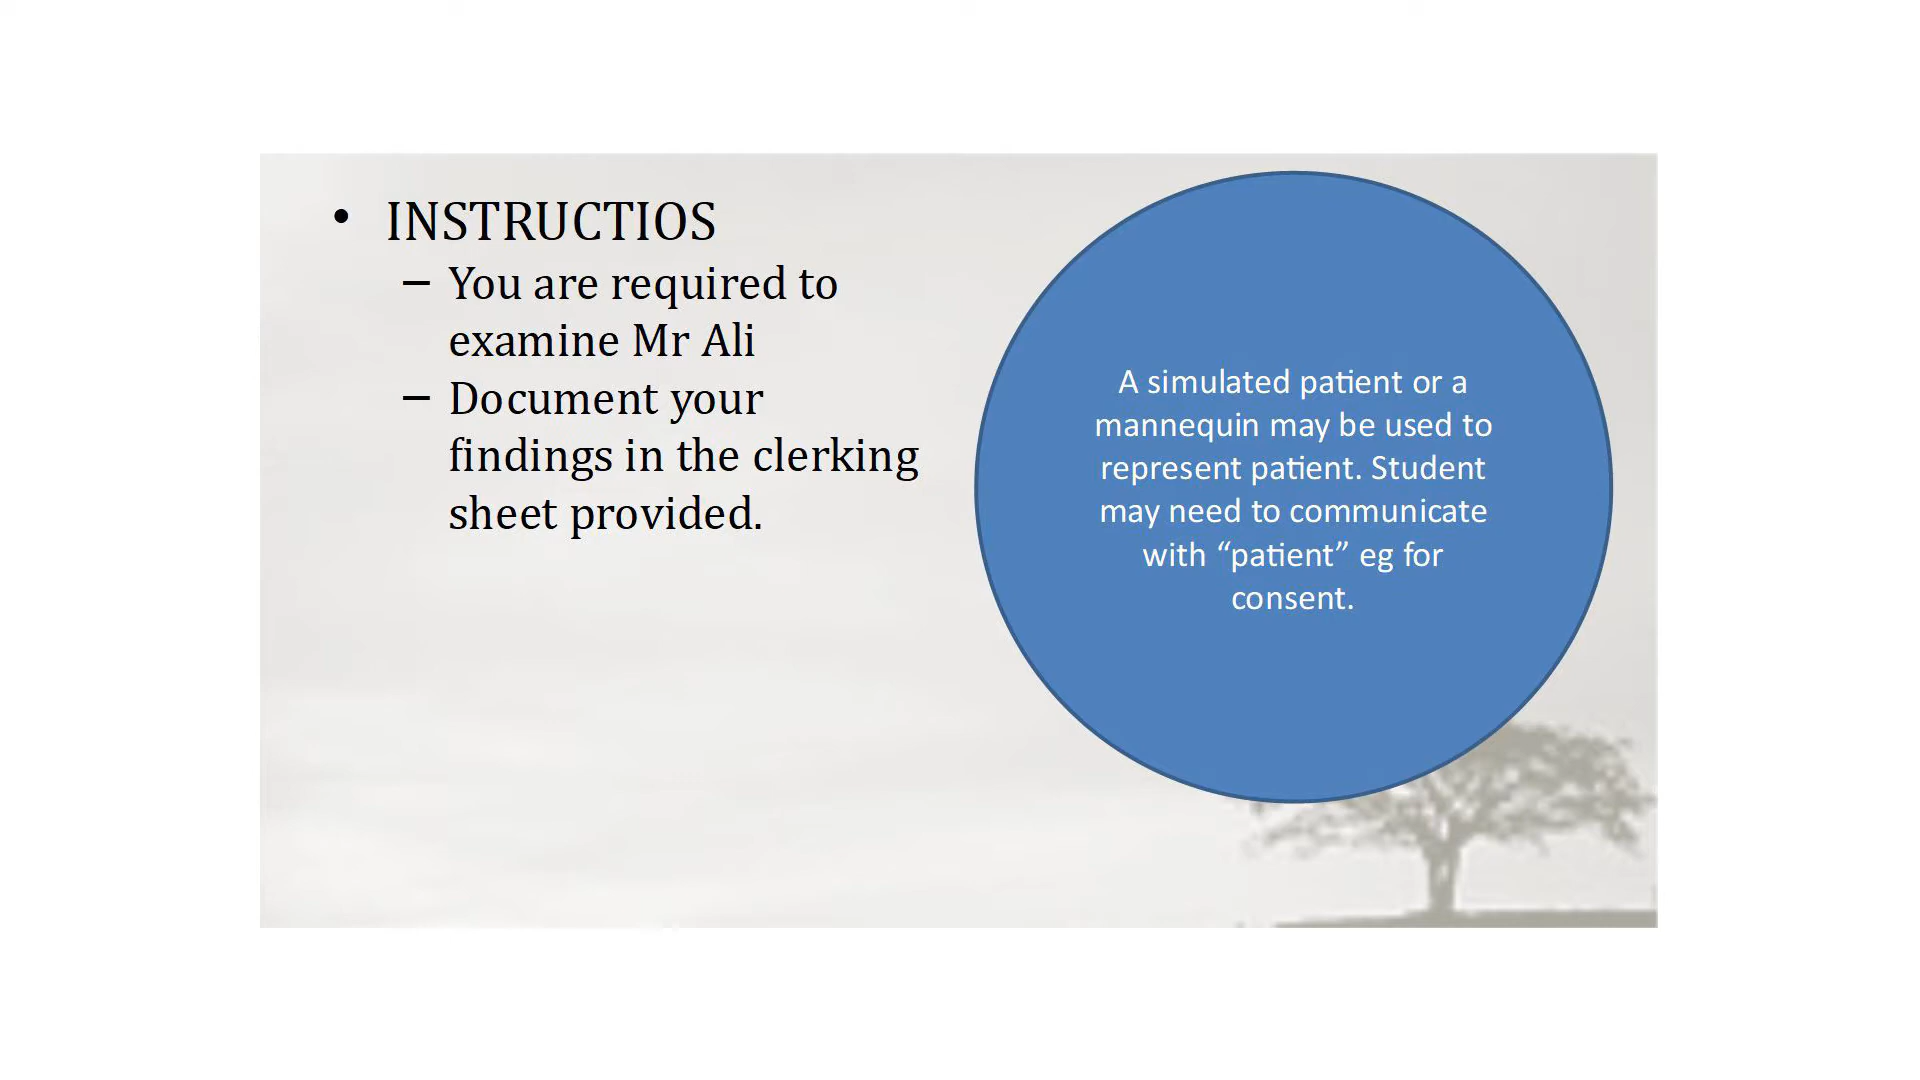 • INSTRUCTIOS
– You are required to
examine Mr Ali
– Document your
findings in the clerking
sheet provided.
A simulated patient or a
mannequin may be used to
represent patient. Student
may need to communicate
with “patient” eg for
consent.